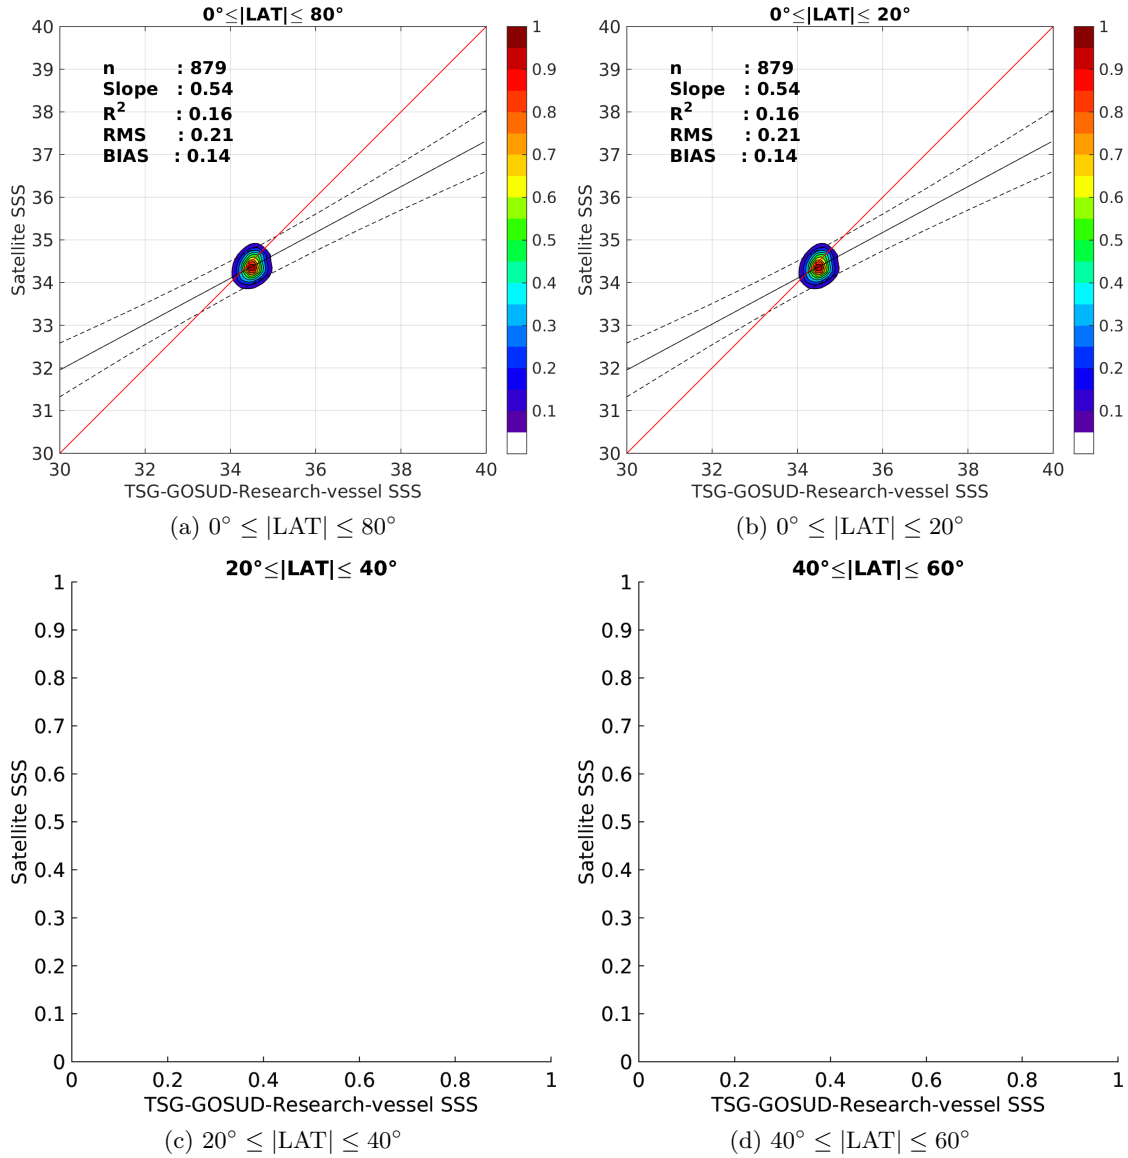 0°≤|LAT|≤ 80°
40
39
38
37
36
35
34
33
32
31
30
Satellite SSS
n : 879
Slope : 0.54
R² : 0.16
RMS : 0.21
BIAS : 0.14
30 32 34 36 38 40
TSG-GOSUD-Research-vessel SSS
1
0.9
0.8
0.7
0.6
0.5
0.4
0.3
0.2
0.1
(a) 0° ≤ |LAT| ≤ 80°
0°≤|LAT|≤ 20°
40
39
38
37
36
35
34
33
32
31
30
Satellite SSS
n : 879
Slope : 0.54
R² : 0.16
RMS : 0.21
BIAS : 0.14
30 32 34 36 38 40
TSG-GOSUD-Research-vessel SSS
1
0.9
0.8
0.7
0.6
0.5
0.4
0.3
0.2
0.1
(b) 0° ≤ |LAT| ≤ 20°
20°≤|LAT|≤ 40°
1
0.9
0.8
0.7
0.6
0.5
0.4
0.3
0.2
0.1
0
Satellite SSS
0 0.2 0.4 0.6 0.8 1
TSG-GOSUD-Research-vessel SSS
(c) 20° ≤ |LAT| ≤ 40°
40°≤|LAT|≤ 60°
1
0.9
0.8
0.7
0.6
0.5
0.4
0.3
0.2
0.1
0
Satellite SSS
0 0.2 0.4 0.6 0.8 1
TSG-GOSUD-Research-vessel SSS
(d) 40° ≤ |LAT| ≤ 60°